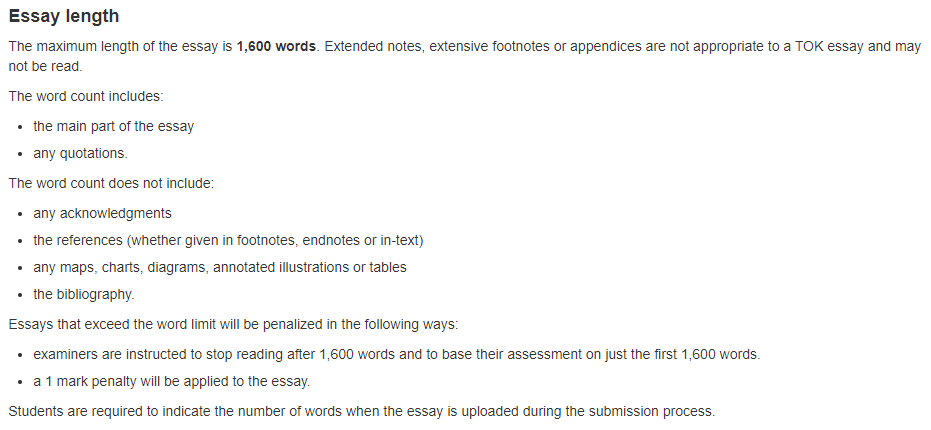 Essay length
The maximum length of the essay is 1,600 words. Extended notes, extensive footnotes or appendices are not appropriate to a TOK essay and may
not be read.
The word count includes:
• the main part of the essay
• any quotations.
The word count does not include:
• any acknowledgments
• the references (whether given in footnotes, endnotes or in-text)
• any maps, charts, diagrams, annotated illustrations or tables
• the bibliography.
Essays that exceed the word limit will be penalized in the following ways:
• examiners are instructed to stop reading after 1,600 words and to base their assessment on just the first 1,600 words.
• a 1 mark penalty will be applied to the essay.
Students are required to indicate the number of words when the essay is uploaded during the submission process.